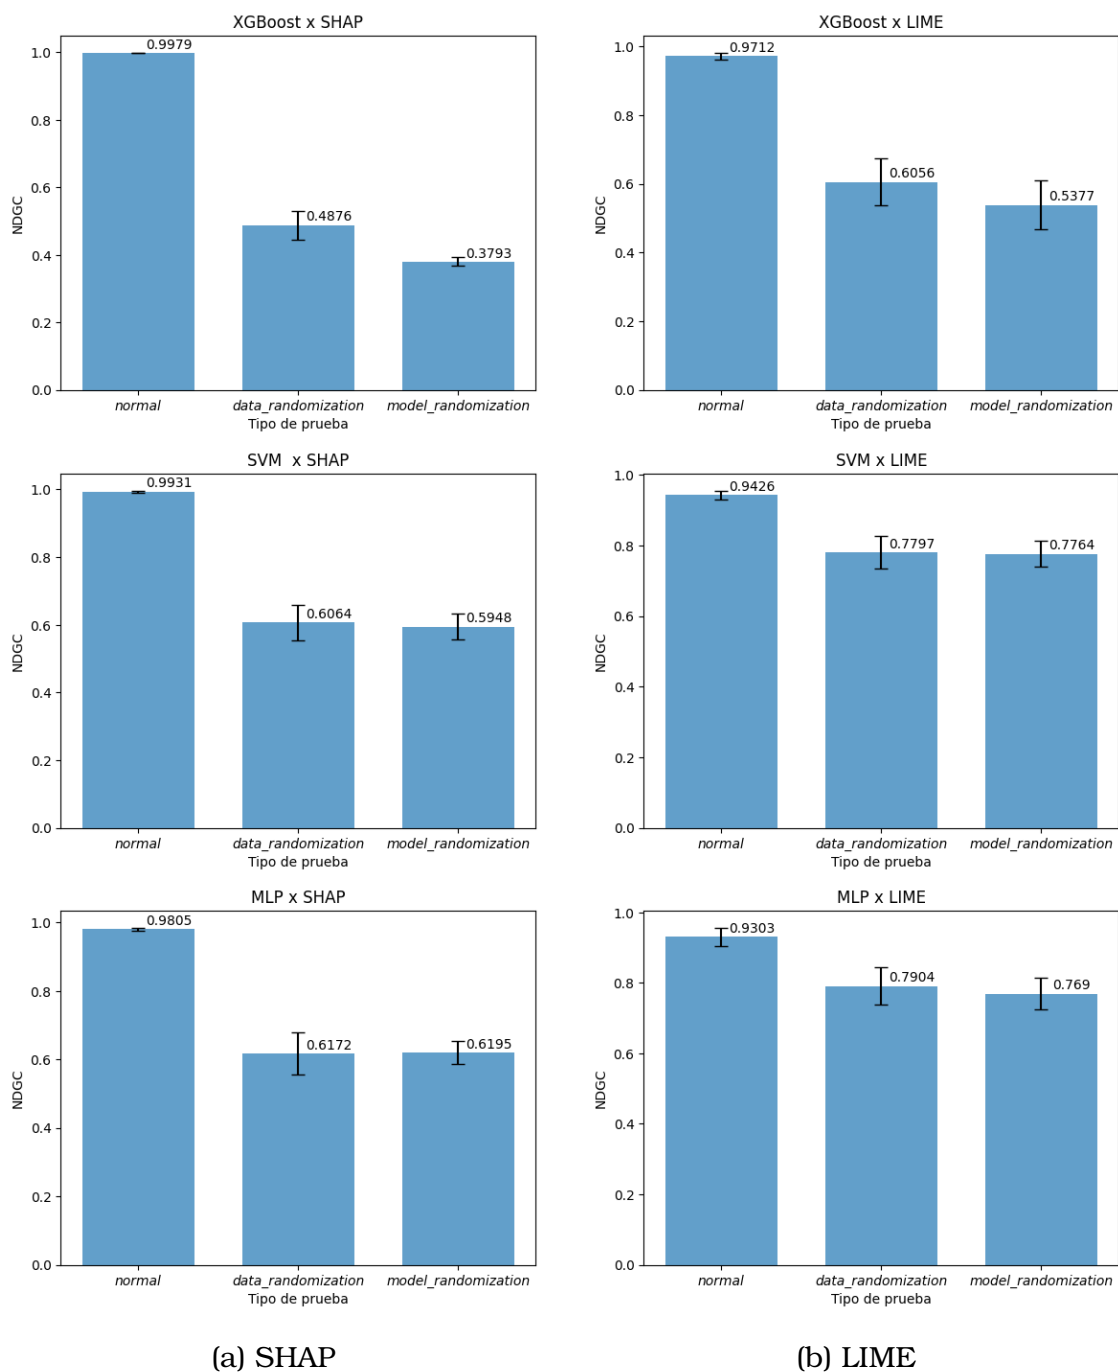 XGBoost x SHAP
NDGC
1.0
0.8
0.6
0.4
0.2
0.0
0.9979
0.4876
0.3793
normal data_randomization model_randomization
Tipo de prueba
XGBoost x LIME
NDGC
1.0
0.8
0.6
0.4
0.2
0.0
0.9712
0.6056
0.5377
normal data_randomization model_randomization
Tipo de prueba
SVM x SHAP
NDGC
1.0
0.8
0.6
0.4
0.2
0.0
0.9931
0.6064
0.5948
normal data_randomization model_randomization
Tipo de prueba
SVM x LIME
NDGC
1.0
0.8
0.6
0.4
0.2
0.0
0.9426
0.7797
0.7764
normal data_randomization model_randomization
Tipo de prueba
MLP x SHAP
NDGC
1.0
0.8
0.6
0.4
0.2
0.0
0.9805
0.6172
0.6195
normal data_randomization model_randomization
Tipo de prueba
MLP x LIME
NDGC
1.0
0.8
0.6
0.4
0.2
0.0
0.9303
0.7904
0.769
normal data_randomization model_randomization
Tipo de prueba
(a) SHAP
(b) LIME